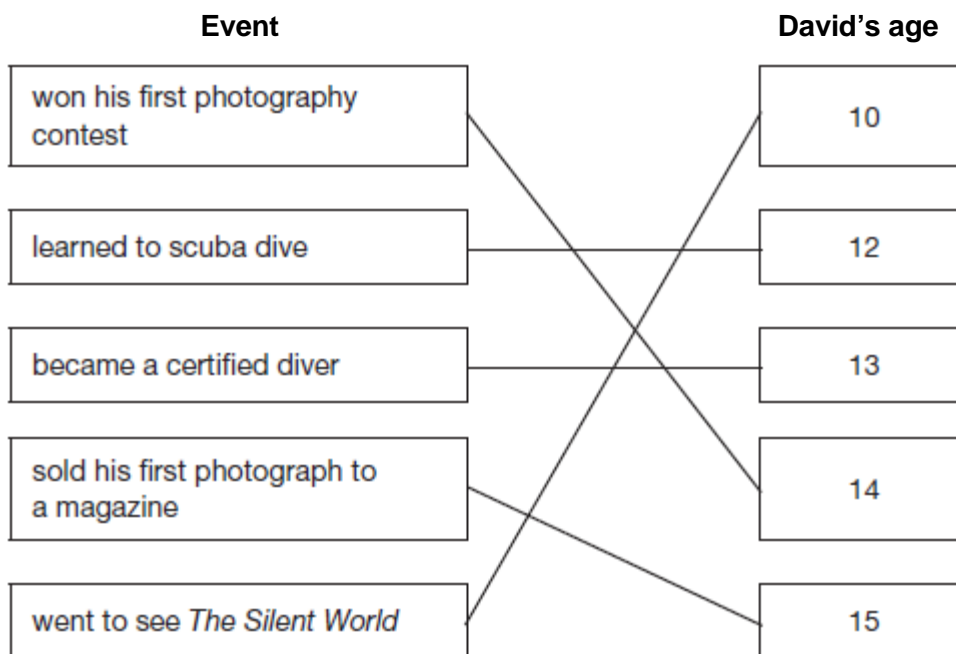 Event
David’s age
won his first photography
contest
10
learned to scuba dive
12
became a certified diver
13
sold his first photograph to
a magazine
14
went to see The Silent World
15